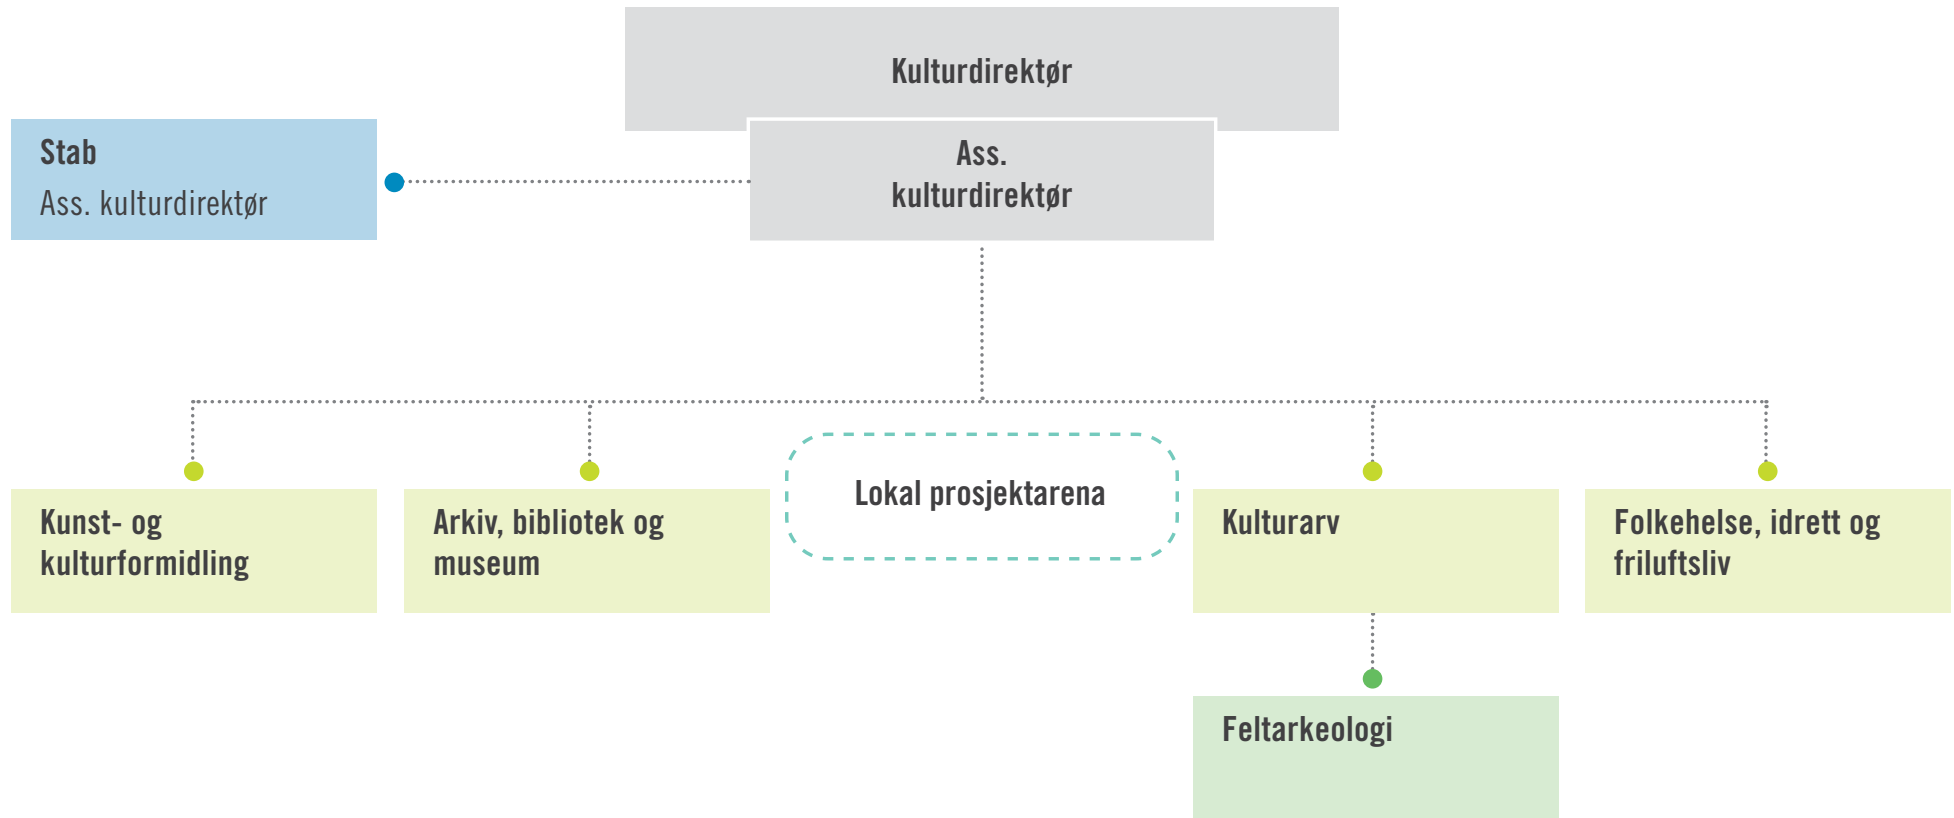 Kulturdirektør
Ass.
kulturdirektør
Stab
Ass. kulturdirektør
Kunst- og
kulturformidling
Arkiv, bibliotek og
museum
Lokal prosjektarena
Kulturarv
Folkehelse, idrett og
friluftsliv
Feltarkeologi